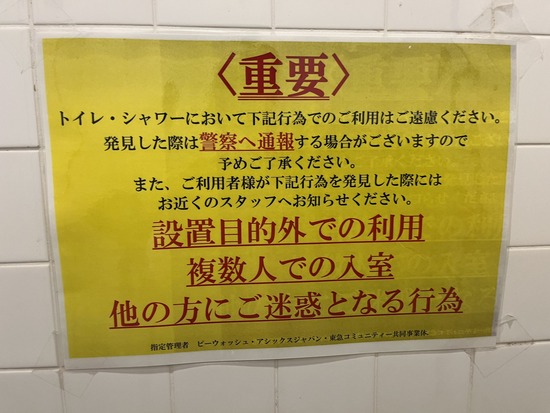 〈重要〉
トイレ・シャワーにおいて下記行為でのご利用はご遠慮ください。
発見した際は警察へ通報する場合がございますので
予めご了承ください。
また、ご利用者様が下記行為を発見した際には
お近くのスタッフへお知らせください。
設置目的外での利用
複数人での入室
他の方にご迷惑となる行為
指定管理者 ビーウォッシュ・アシックスジャパン・東急コミュニティー共同事業体